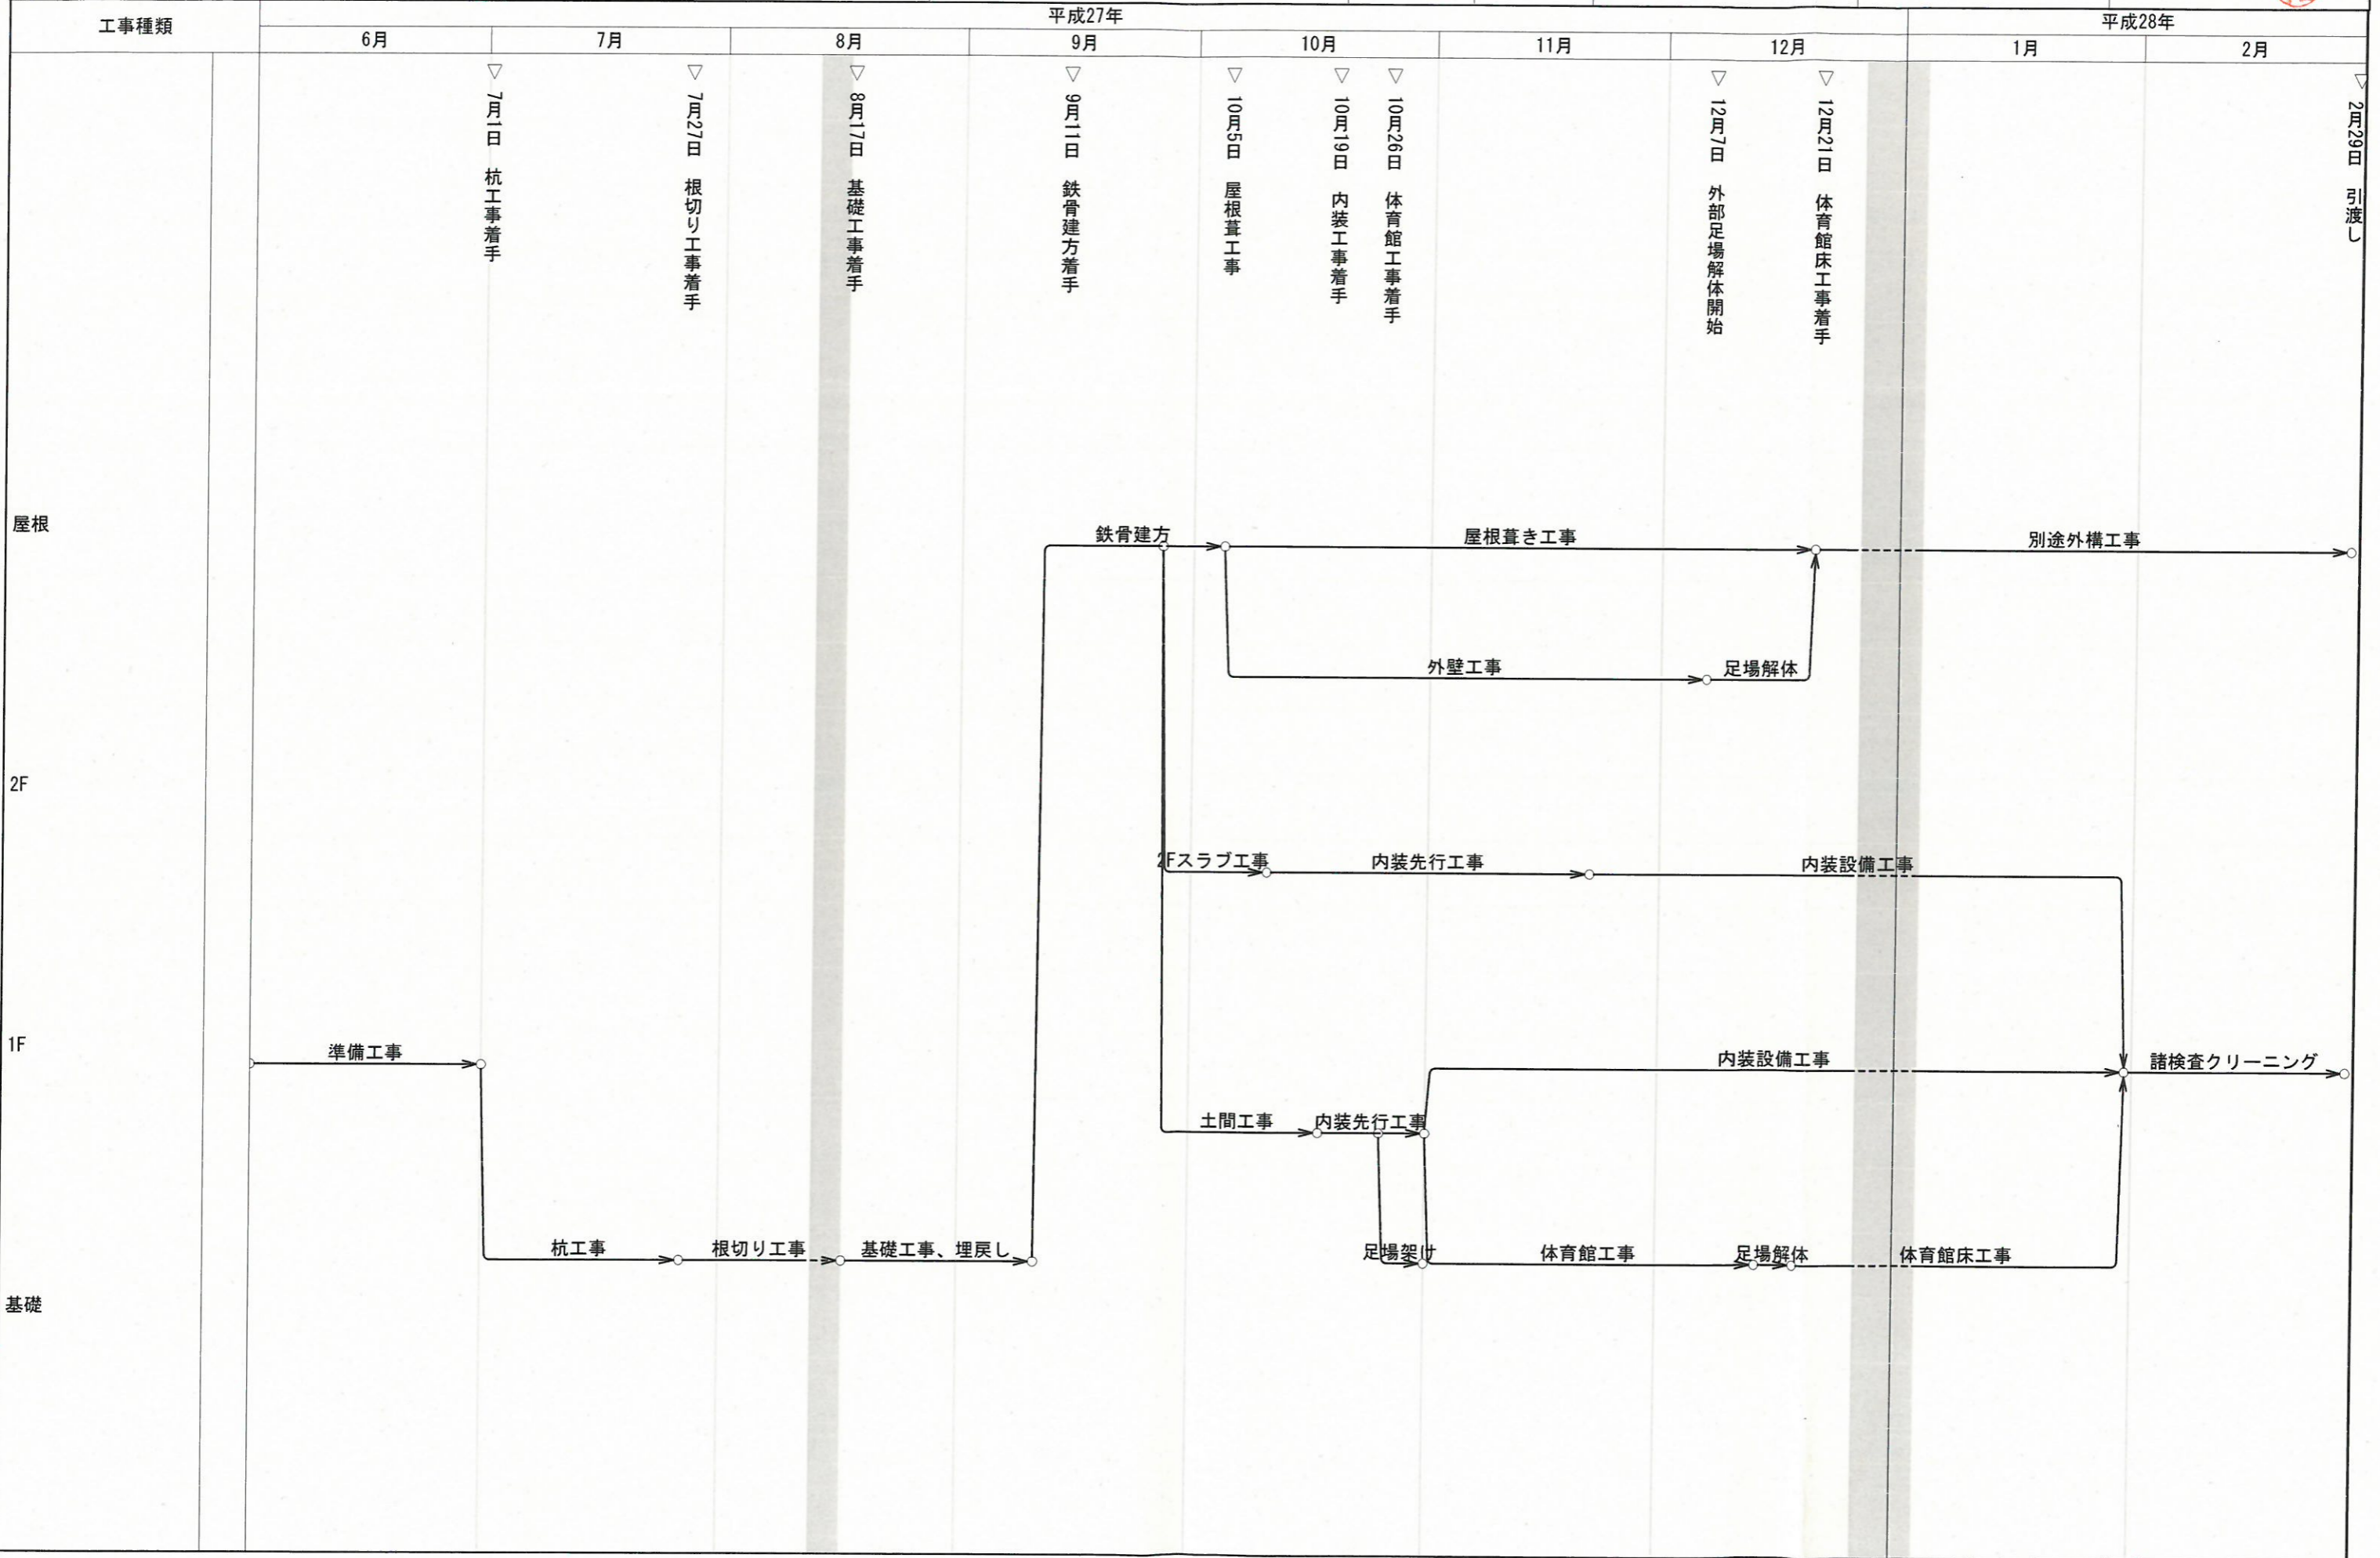 工事種類
平成27年
平成28年
6月
7月
8月
9月
10月
11月
12月
1月
2月
7月1日 杭工事着手
7月27日 根切り工事着手
8月17日 基礎工事着手
9月11日 鉄骨建方着手
10月5日 屋根葺工事
10月19日 内装工事着手
10月26日 体育館工事着手
12月7日 外部足場解体開始
12月21日 体育館床工事着手
2月29日 引渡し
屋根
鉄骨建方
屋根葺き工事
別途外構工事
外壁工事
足場解体
2F
2Fスラブ工事
内装先行工事
内装設備工事
1F
準備工事
内装設備工事
諸検査クリーニング
土間工事
内装先行工事
杭工事
根切り工事
基礎工事、埋戻し
足場架け
体育館工事
足場解体
体育館床工事
基礎